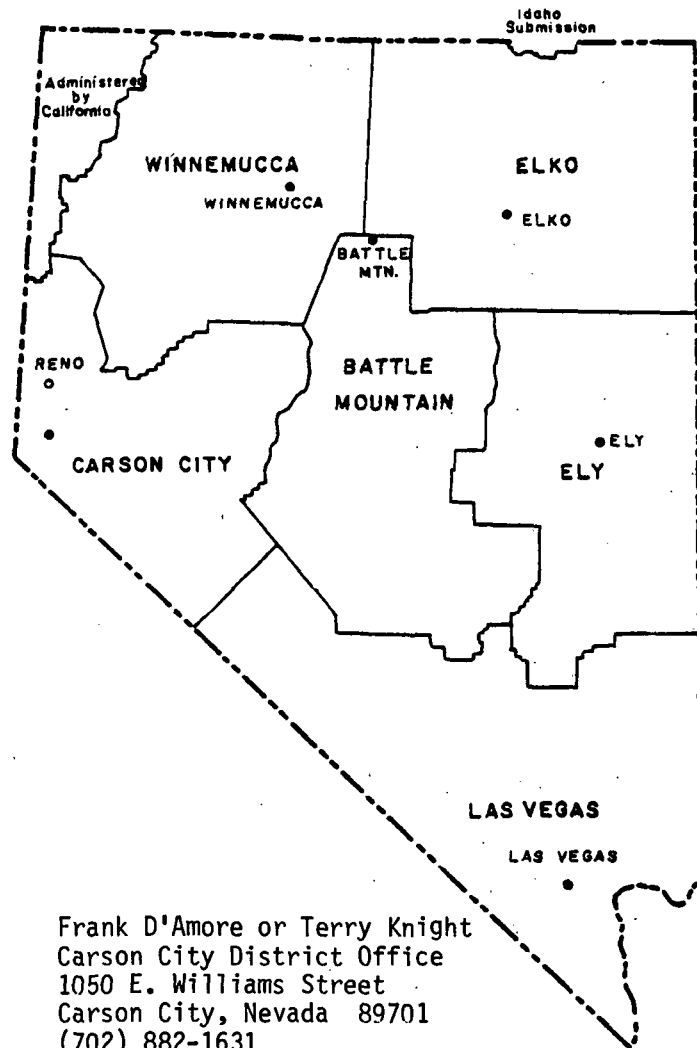 Idaho
Submission
Administered
by
California
WINNEMUCCA
WINNEMUCCA
ELKO
ELKO
BATTLE
MTN.
RENO
BATTLE
MOUNTAIN
CARSON CITY
ELY
ELY
LAS VEGAS
LAS VEGAS
Frank D'Amore or Terry Knight
Carson City District Office
1050 E. Williams Street
Carson City, Nevada 89701
(702) 882-1631